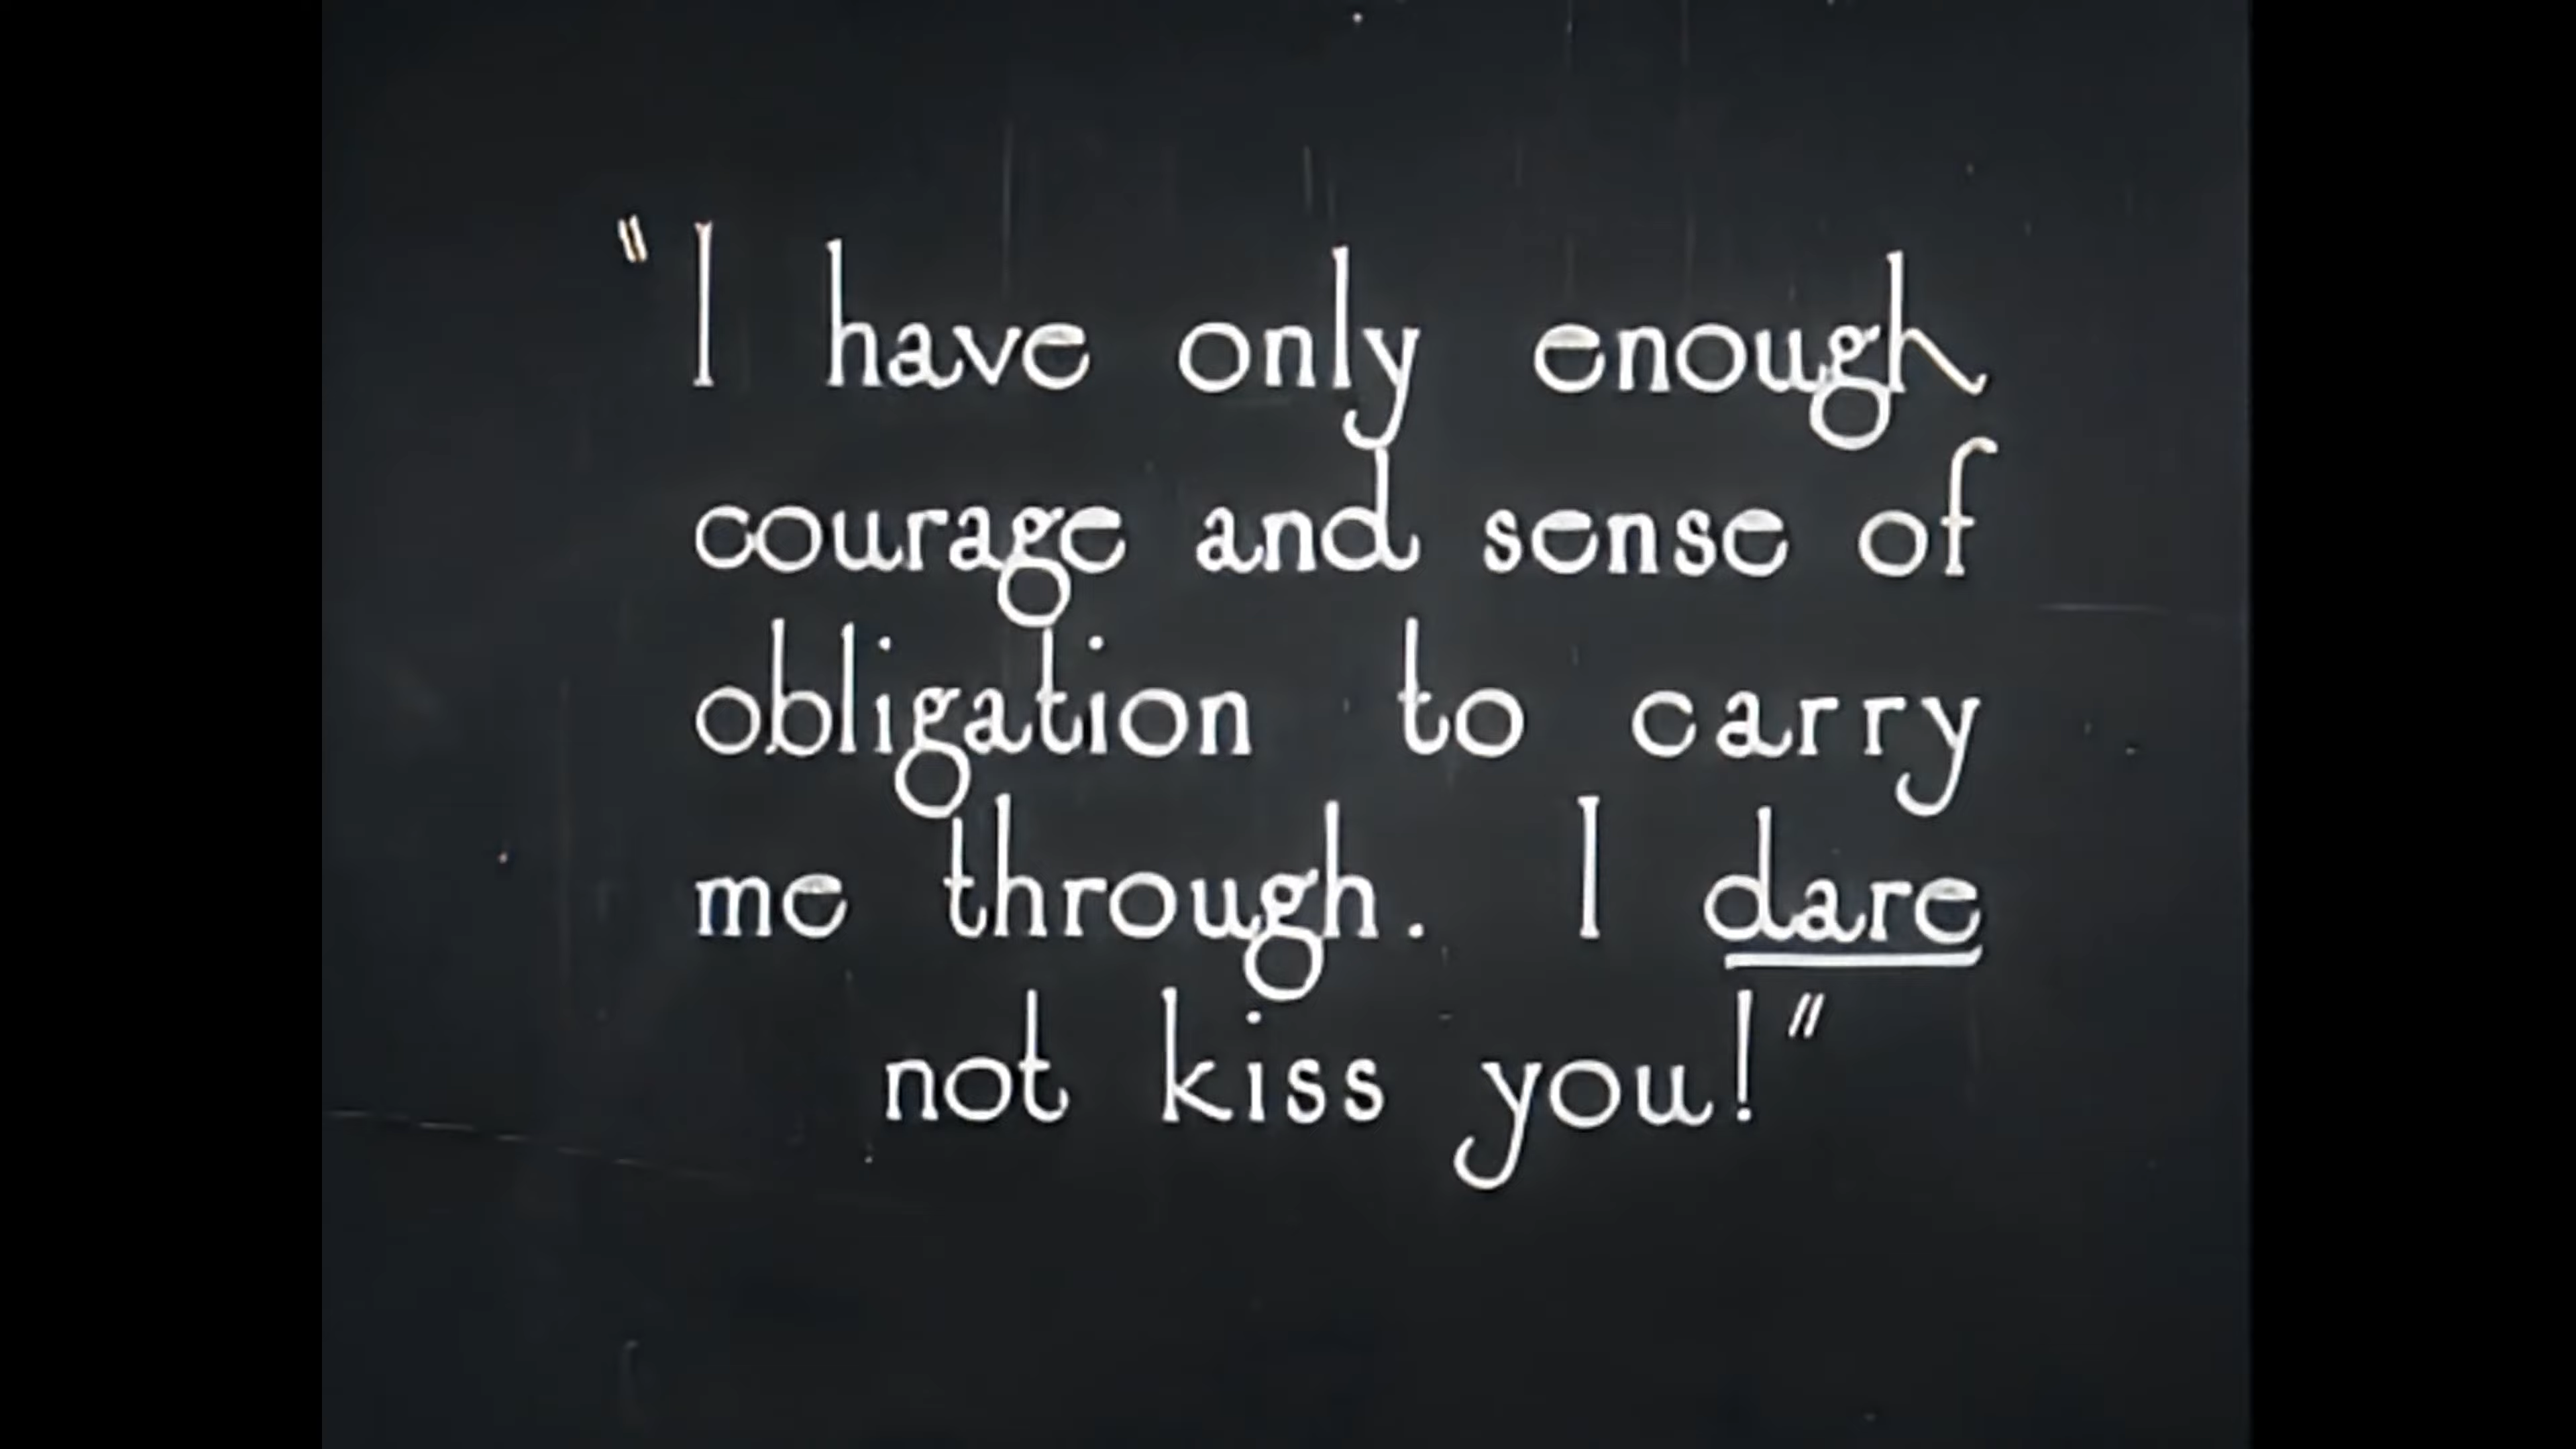 "I have only enough
courage and sense of
obligation to carry
me through. I dare
not kiss you!"